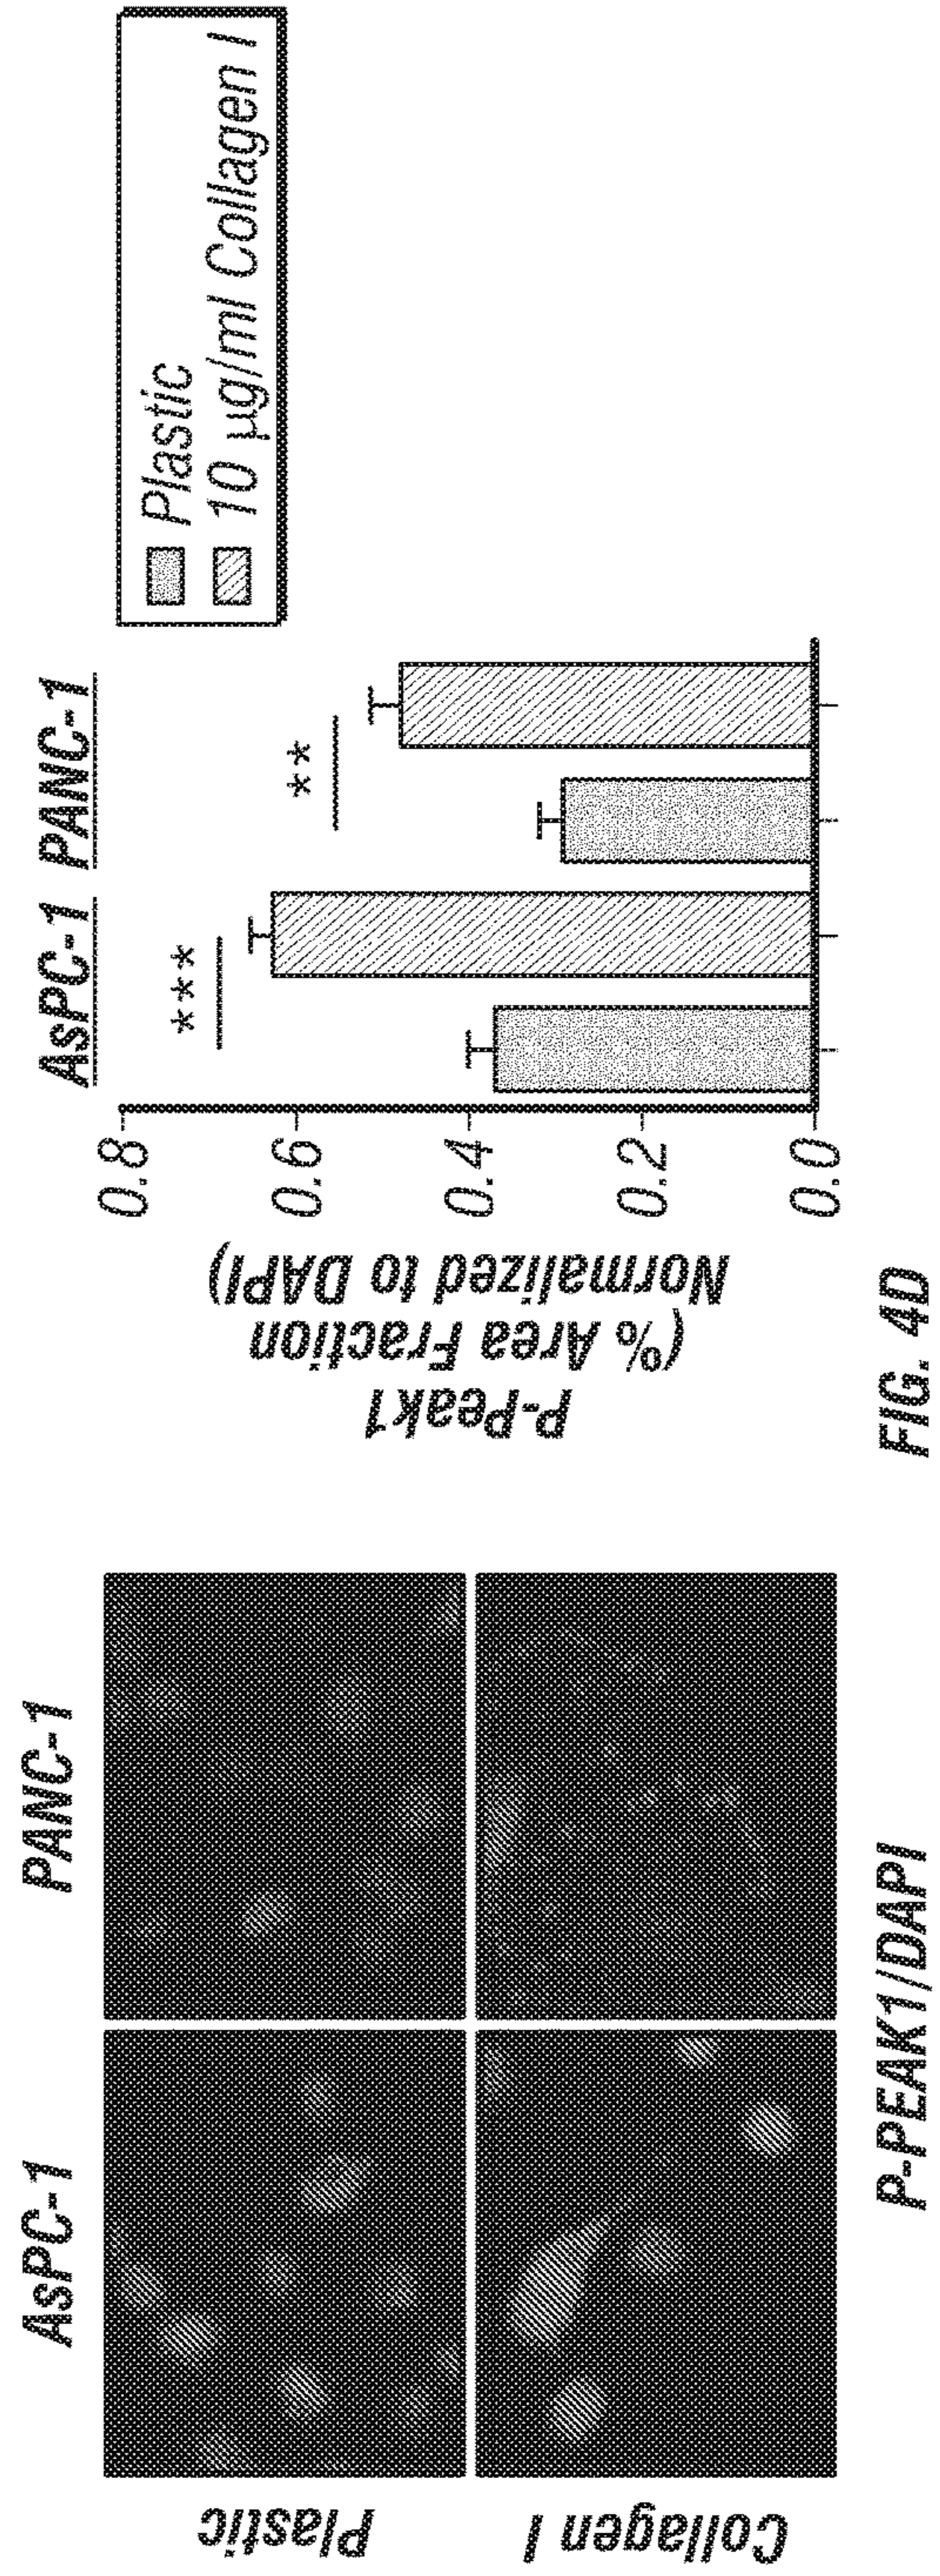 AsPC-1 PANC-1
Plastic
Collagen I
P-PEAK1/DAPI
P-Peak1
(% Area Fraction
Normalized to DAPI)
0.8
0.6
0.4
0.2
0.0
AsPC-1 PANC-1
***
**
Plastic
10 µg/ml Collagen I
FIG. 4D